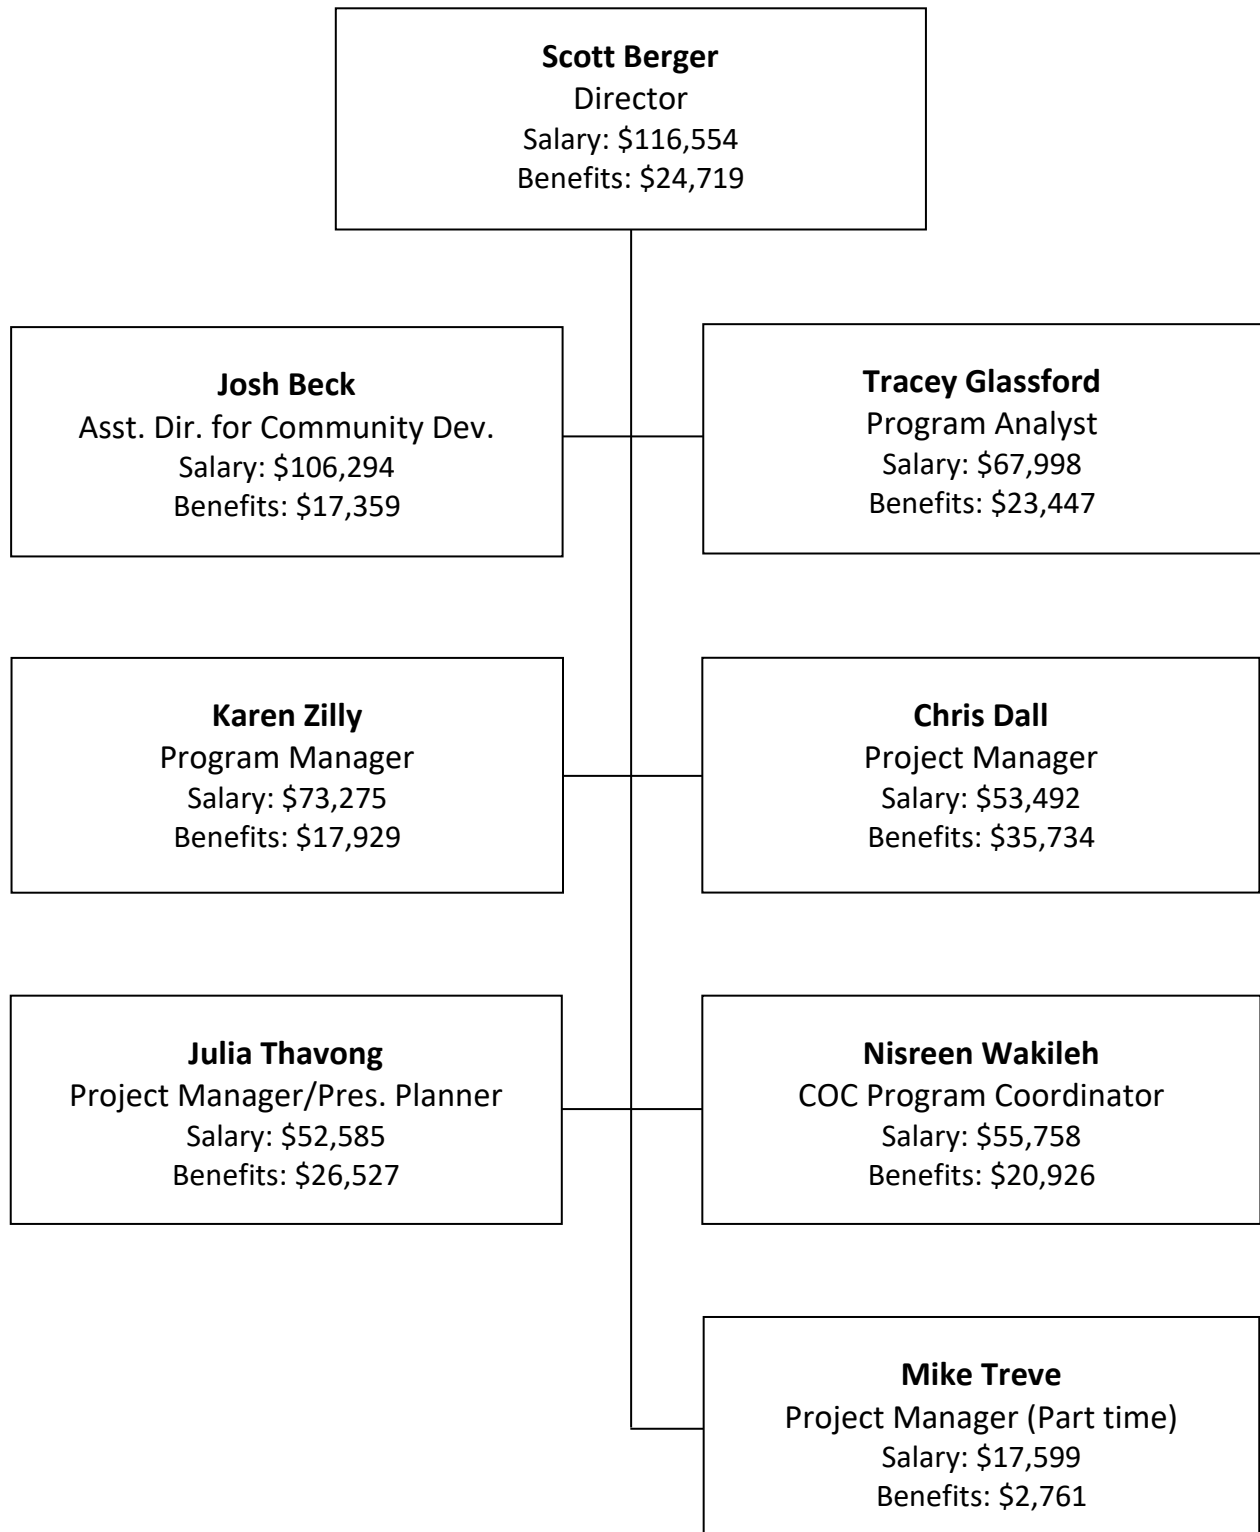 Scott Berger
Director
Salary: $116,554
Benefits: $24,719
Josh Beck
Asst. Dir. for Community Dev.
Salary: $106,294
Benefits: $17,359
Tracey Glassford
Program Analyst
Salary: $67,998
Benefits: $23,447
Karen Zilly
Program Manager
Salary: $73,275
Benefits: $17,929
Chris Dall
Project Manager
Salary: $53,492
Benefits: $35,734
Julia Thavong
Project Manager/Pres. Planner
Salary: $52,585
Benefits: $26,527
Nisreen Wakileh
COC Program Coordinator
Salary: $55,758
Benefits: $20,926
Mike Treve
Project Manager (Part time)
Salary: $17,599
Benefits: $2,761